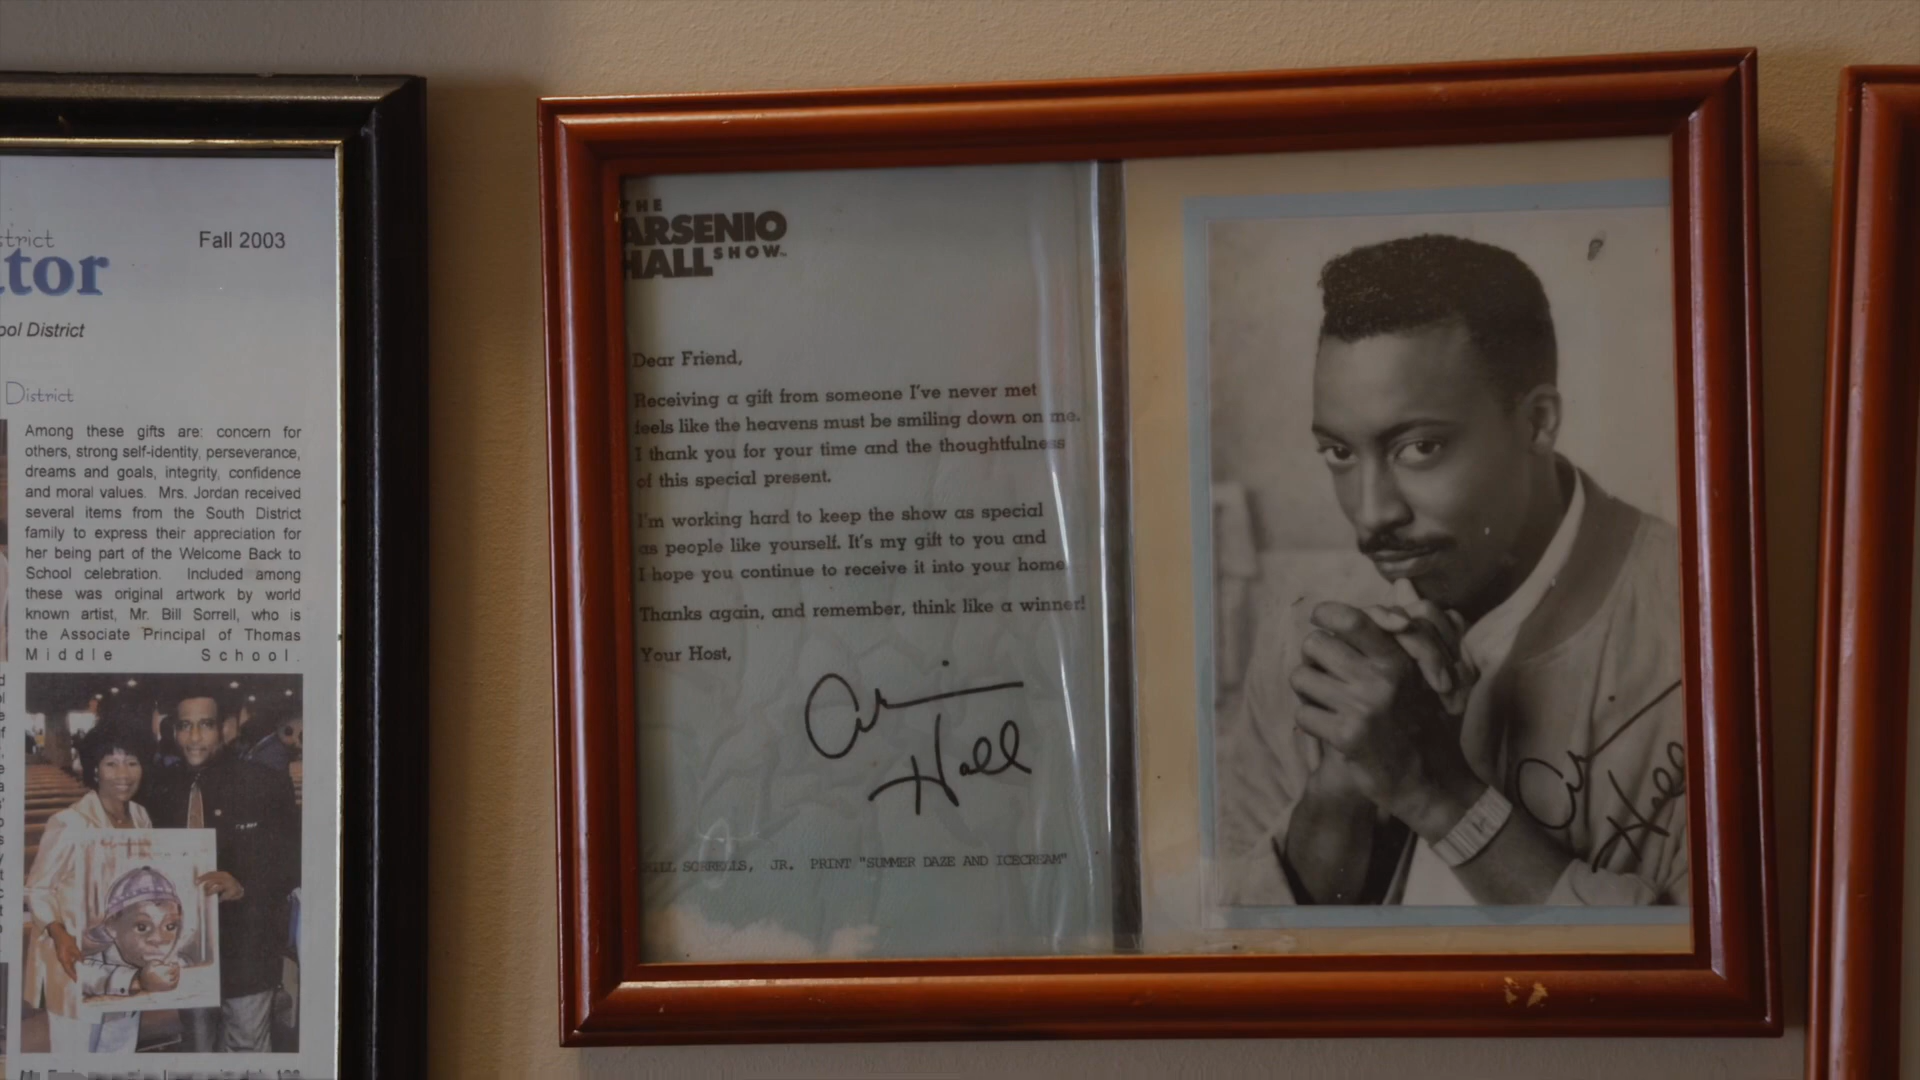 Fall 2003
tor
ool District
District
Among these gifts are: concern for
others, strong self-identity, perseverance,
dreams and goals, integrity, confidence
and moral values. Mrs. Jordan received
several items from the South District
family to express their appreciation for
her being part of the Welcome Back to
School celebration. Included among
these was original artwork by world
known artist, Mr. Bill Sorrell, who is
the Associate Principal of Thomas
Middle School.
THE
ARSENIO
HALL SHOW™
Dear Friend,
Receiving a gift from someone I've never met
feels like the heavens must be smiling down on me.
I thank you for your time and the thoughtfulness
of this special present.
I'm working hard to keep the show as special
as people like yourself. It's my gift to you and
I hope you continue to receive it into your home.
Thanks again, and remember, think like a winner!
Your Host,
Arsenio
Hall
BILL SORRELLS, JR. PRINT "SUMMER DAZE AND ICECREAM"
Arsenio
Hall